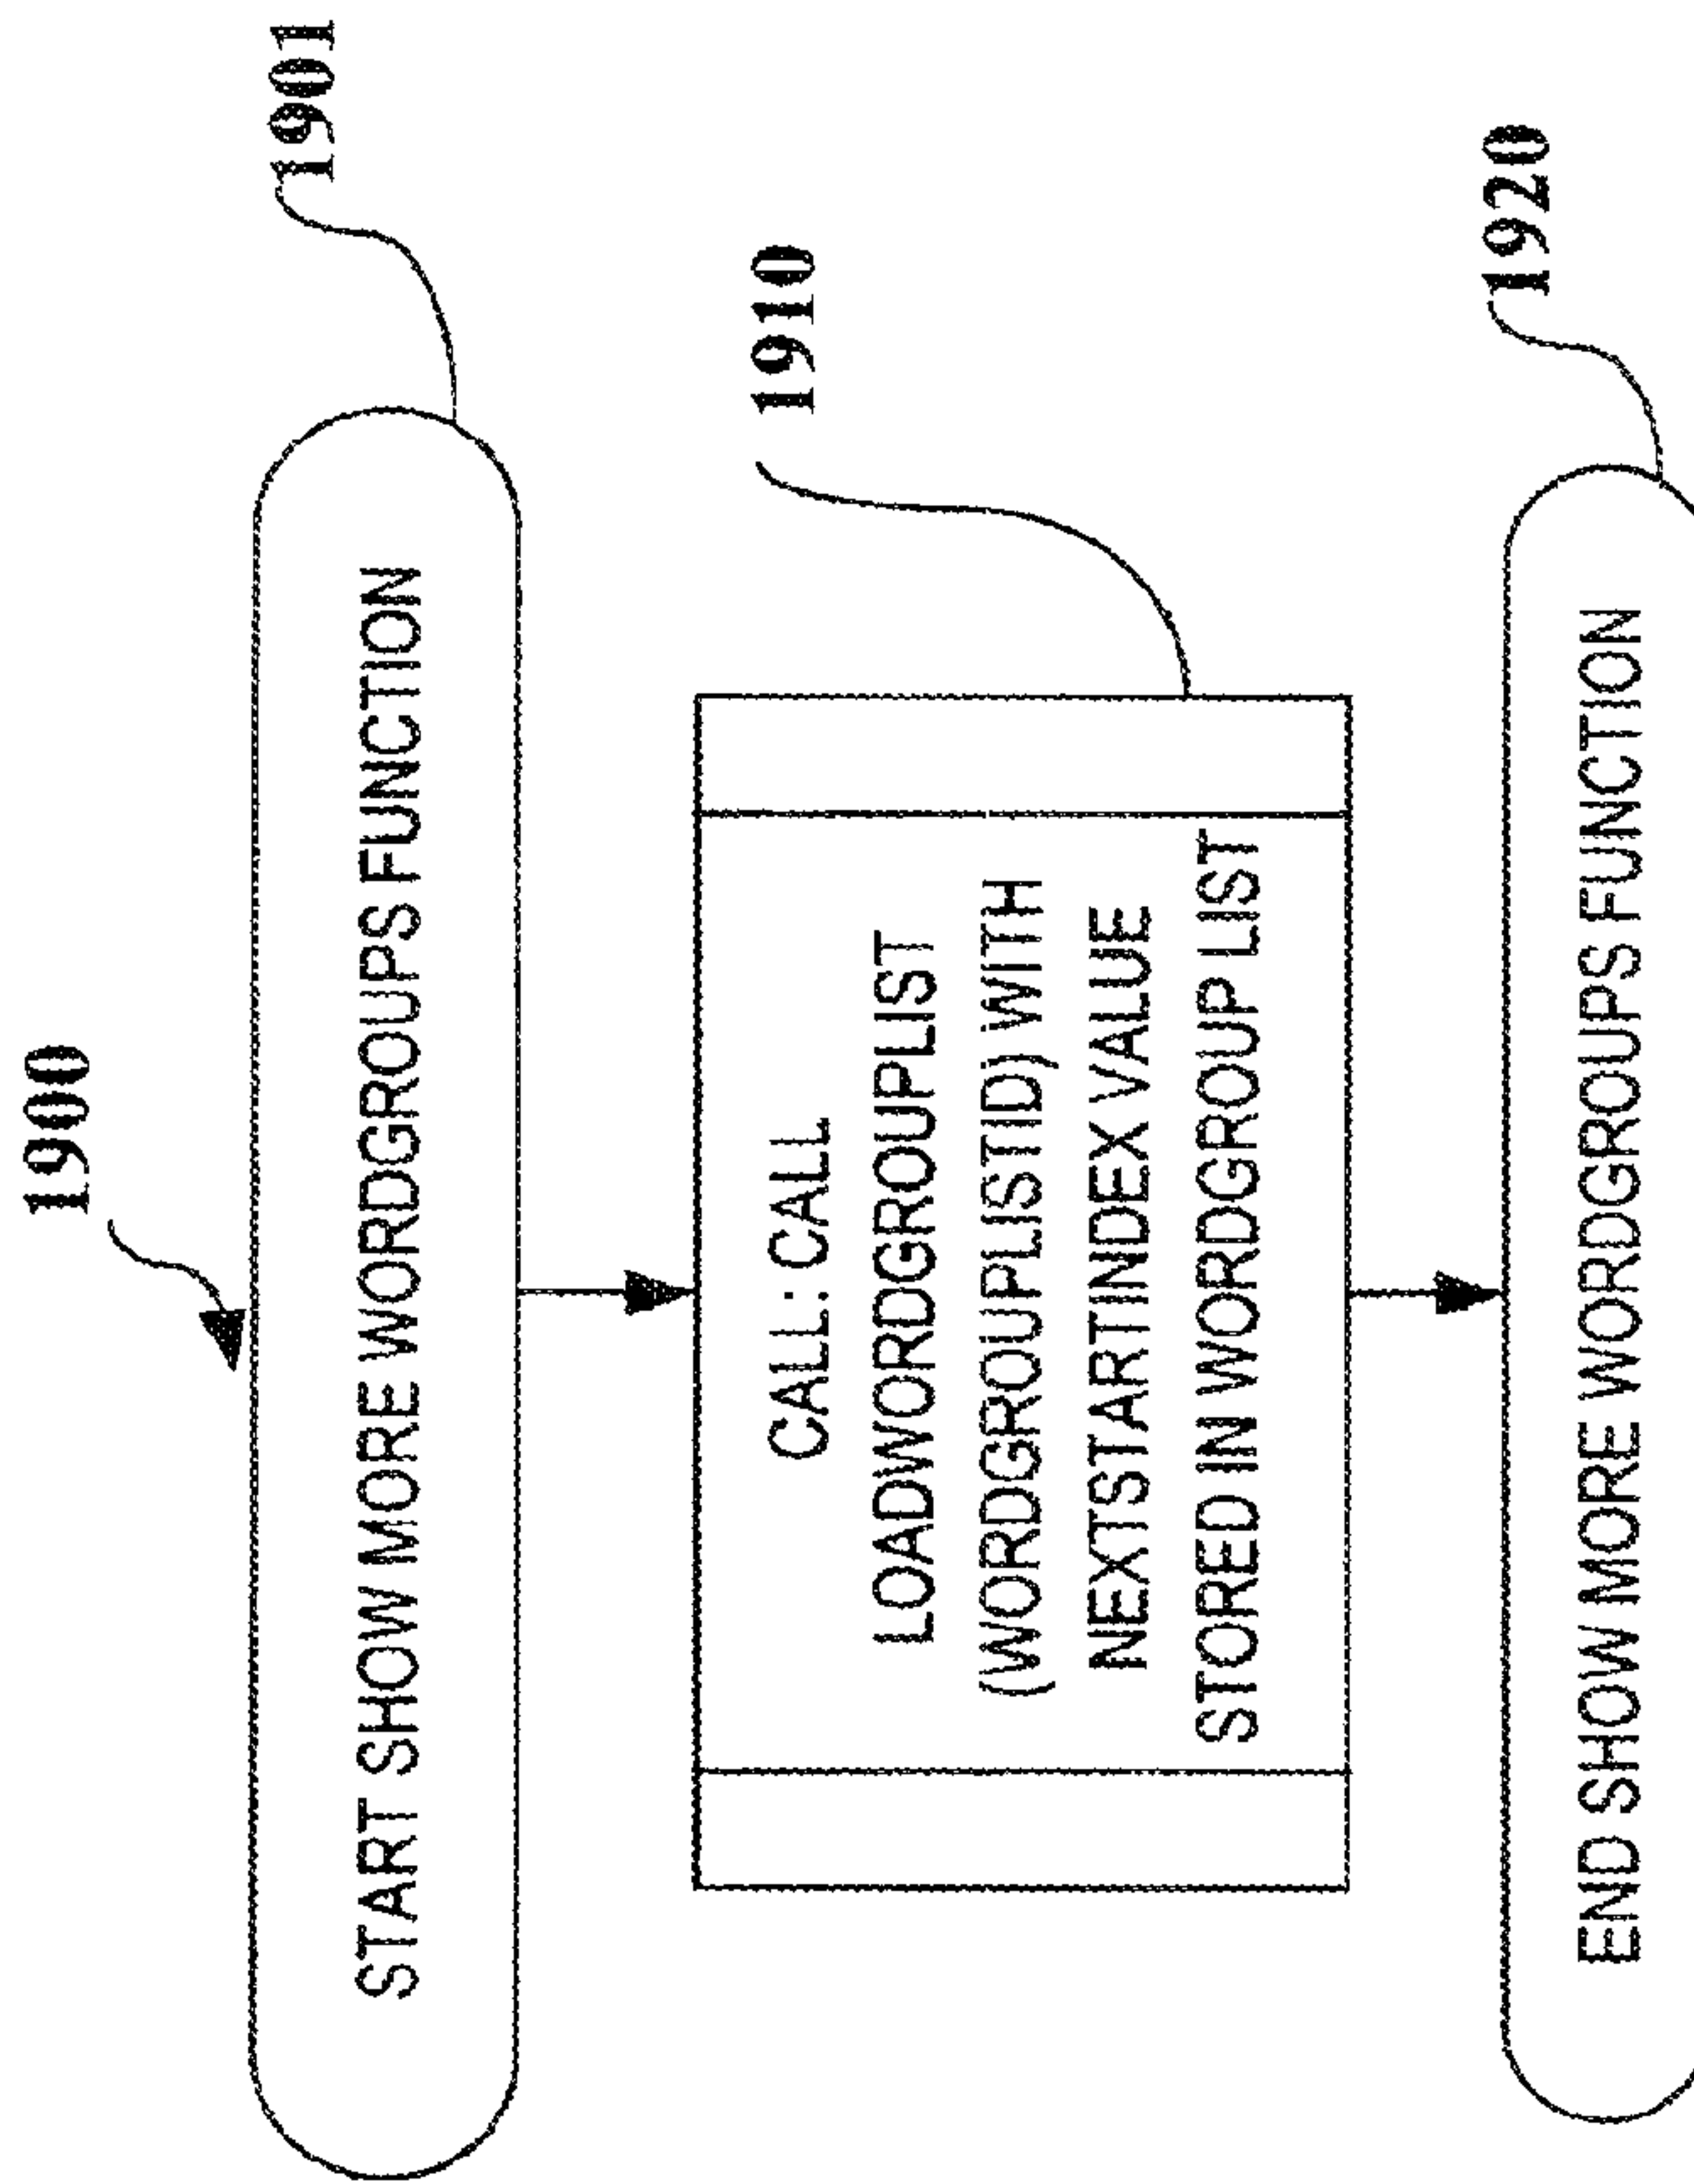 1900
START SHOW MORE WORDGROUPS FUNCTION
1901
CALL: CALL
LOADWORDGROUPLIST
(WORDGROUPLISTID) WITH
NEXTSTARTINDEX VALUE
STORED IN WORDGROUP LIST
1910
END SHOW MORE WORDGROUPS FUNCTION
1920